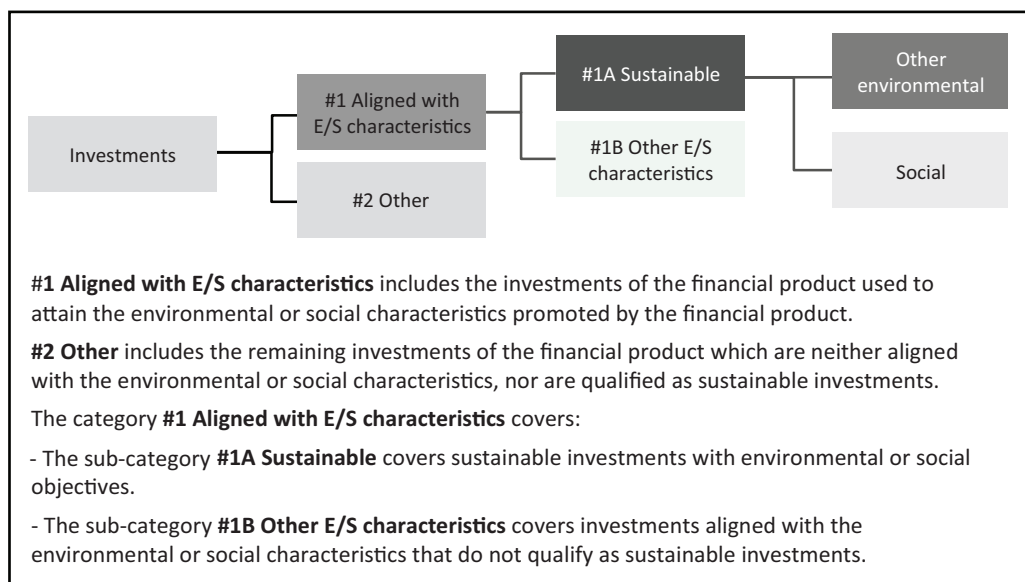 Investments
#1 Aligned with
E/S characteristics
#2 Other
#1A Sustainable
#1B Other E/S
characteristics
Other
environmental
Social
#1 Aligned with E/S characteristics includes the investments of the financial product used to
attain the environmental or social characteristics promoted by the financial product.
#2 Other includes the remaining investments of the financial product which are neither aligned
with the environmental or social characteristics, nor are qualified as sustainable investments.
The category #1 Aligned with E/S characteristics covers:
- The sub-category #1A Sustainable covers sustainable investments with environmental or social
objectives.
- The sub-category #1B Other E/S characteristics covers investments aligned with the
environmental or social characteristics that do not qualify as sustainable investments.